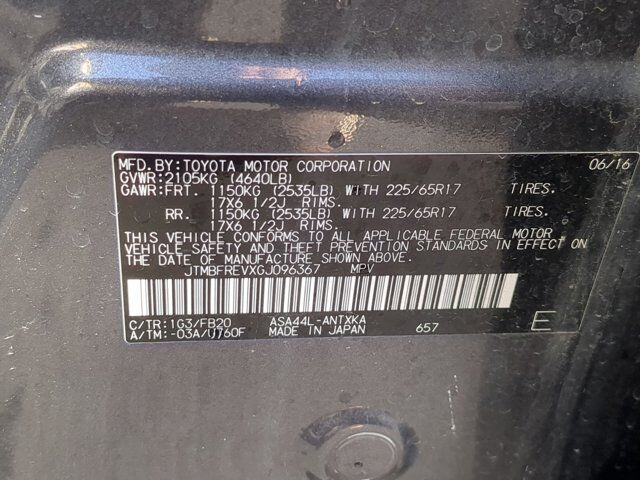 MFD.BY:TOYOTA MOTOR CORPORATION 06/16
GVWR:2105KG (4640LB)
GAWR:FRT. 1150KG (2535LB) WITH 225/65R17 TIRES.
17X6 1/2J RIMS.
RR. 1150KG (2535LB) WITH 225/65R17 TIRES.
17X6 1/2J RIMS.
THIS VEHICLE CONFORMS TO ALL APPLICABLE FEDERAL MOTOR
VEHICLE SAFETY AND THEFT PREVENTION STANDARDS IN EFFECT ON
THE DATE OF MANUFACTURE SHOWN ABOVE.
JTMBFREVXGJ096367 MPV
C/TR:1G3/FB20 ASA44L-ANTXKA
A/TM:-03A/U760F MADE IN JAPAN 657 E